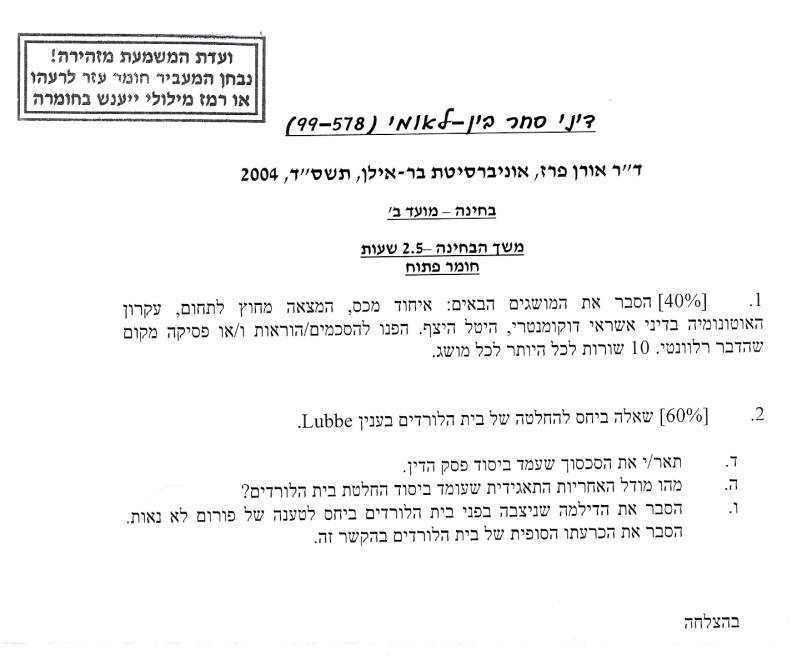 ועדת המשמעת מזהירה!
נבחן המעביר חומר עזר לרעהו
או רמז מילולי ייענש בחומרה
דיני סחר בין-לאומי (99-578)
ד״ר אורן פרז, אוניברסיטת בר-אילן, תשס״ד, 2004
בחינה – מועד ב׳
משך הבחינה –2.5 שעות
חומר פתוח
1. [40%] הסבר את המושגים הבאים: איחוד מכס, המצאה מחוץ לתחום, עקרון
האוטונומיה בדיני אשראי דוקומנטרי, היטל היצף. הפנו להסכמים/הוראות ו/או פסיקה מקום
שהדבר רלוונטי. 10 שורות לכל היותר לכל מושג.
2. [60%] שאלה ביחס להחלטה של בית הלורדים בענין Lubbe.
ד. תאר/י את הסכסוך שעמד ביסוד פסק הדין.
ה. מהו מודל האחריות התאגידית שעומד ביסוד החלטת בית הלורדים?
ו. הסבר את הדילמה שניצבה בפני בית הלורדים ביחס לטענה של פורום לא נאות.
הסבר את הכרעתו הסופית של בית הלורדים בהקשר זה.
בהצלחה